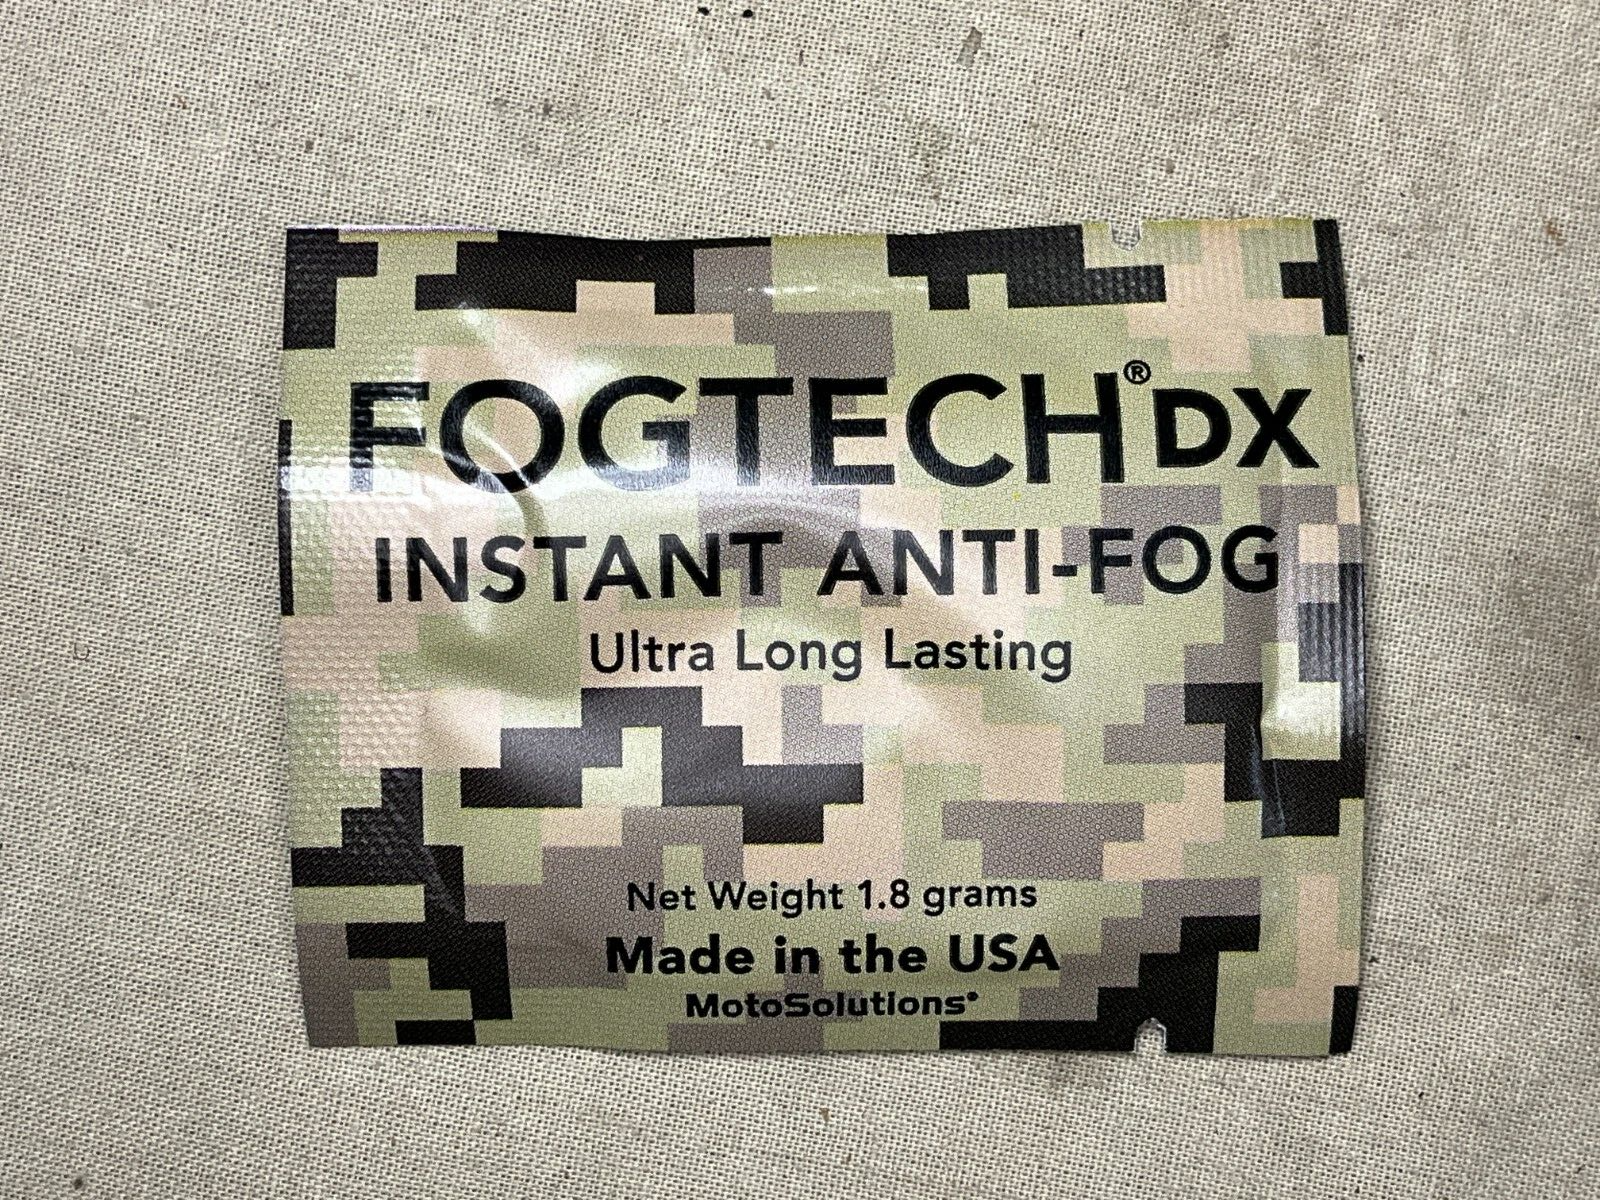 FOGTECH® DX
INSTANT ANTI-FOG
Ultra Long Lasting
Net Weight 1.8 grams
Made in the USA
MotoSolutions®